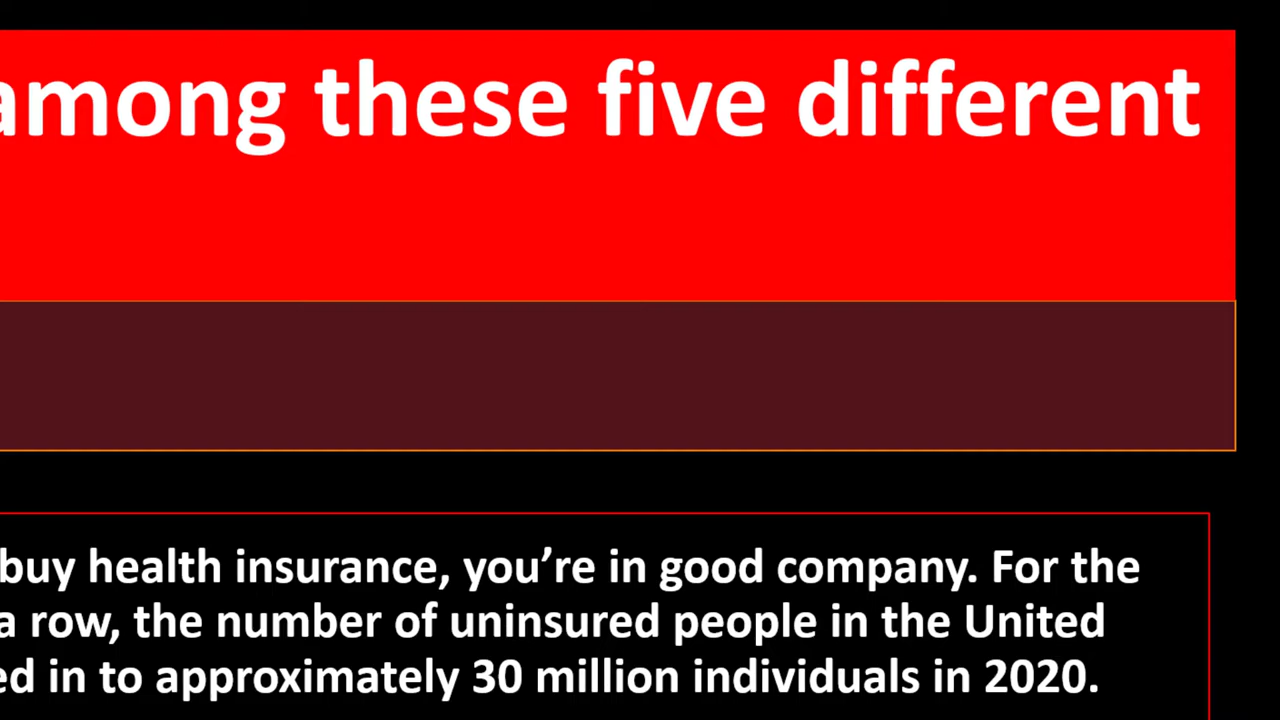 among these five different
buy health insurance, you’re in good company. For the
a row, the number of uninsured people in the United
ed in to approximately 30 million individuals in 2020.